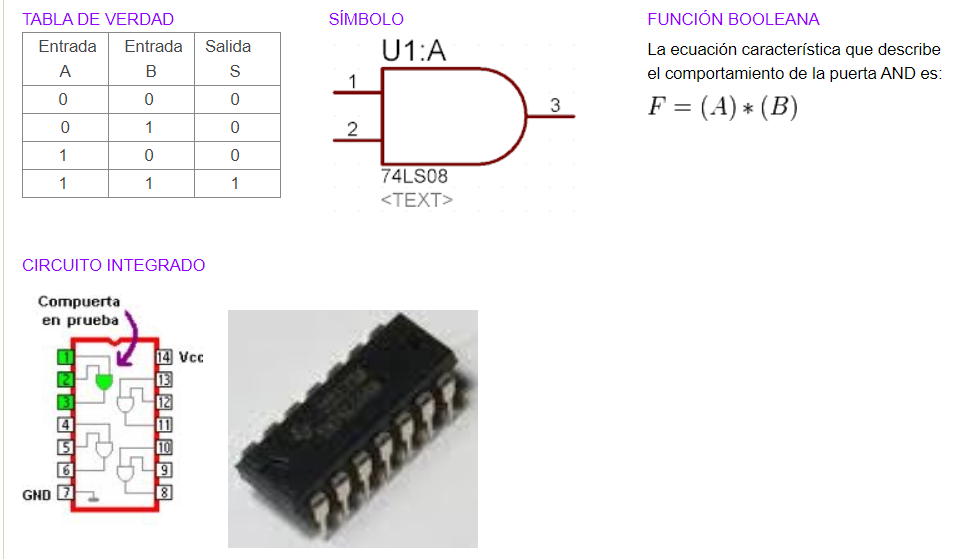 TABLA DE VERDAD
Entrada A Entrada B Salida S
0 0 0
0 1 0
1 0 0
1 1 1
SÍMBOLO
U1:A
1
2
3
74LS08
<TEXT>
FUNCIÓN BOOLEANA
La ecuación característica que describe
el comportamiento de la puerta AND es:
F = (A) * (B)
CIRCUITO INTEGRADO
Compuerta
en prueba
1 14 Vcc
2 13
3 12
4 11
5 10
6 9
GND 7 8